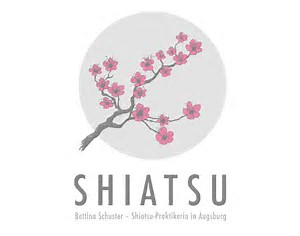 SHIATSU
Bettina Schuster – Shiatsu-Praktikerin in Augsburg